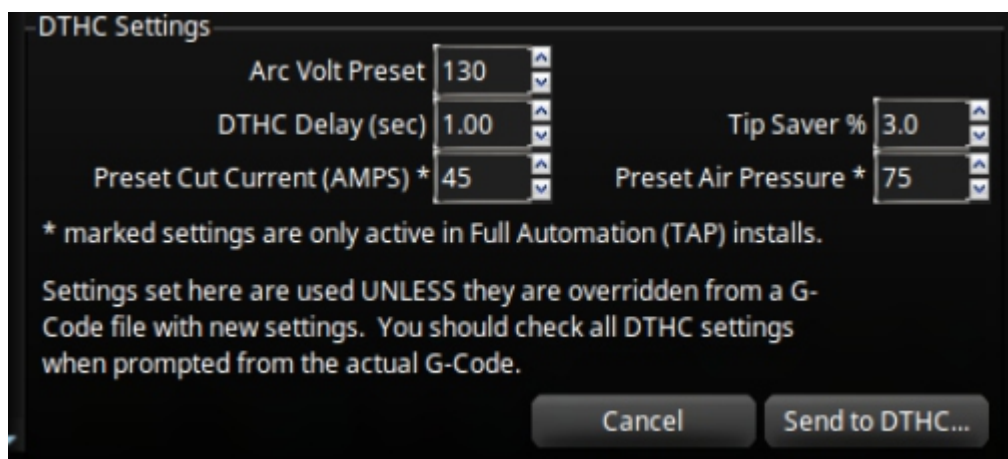 DTHC Settings
Arc Volt Preset 130
DTHC Delay (sec) 1.00 Tip Saver % 3.0
Preset Cut Current (AMPS) * 45 Preset Air Pressure * 75
* marked settings are only active in Full Automation (TAP) installs.
Settings set here are used UNLESS they are overridden from a G-
Code file with new settings. You should check all DTHC settings
when prompted from the actual G-Code.
Cancel Send to DTHC...